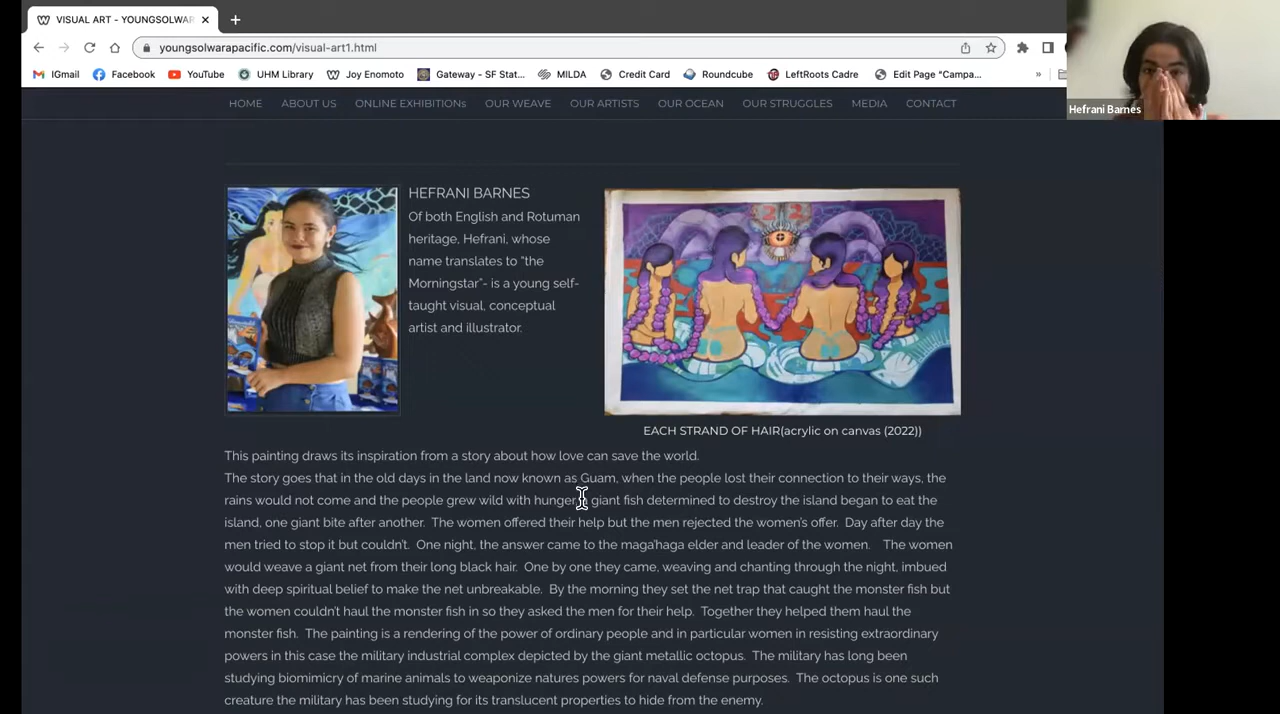 VISUAL ART - YOUNGSOLWAR
youngsolwarapacific.com/visual-art1.html
IGmail Facebook YouTube UHM Library Joy Enomoto Gateway - SF Stat... MILDA Credit Card Roundcube LeftRoots Cadre Edit Page "Campa... »
Hefrani Barnes
HOME ABOUT US ONLINE EXHIBITIONs OUR WEAVE OUR ARTISTS OUR OCEAN OUR STRUGGLES MEDIA CONTACT
HEFRANI BARNES
Of both English and Rotuman
heritage, Hefrani, whose
name translates to "the
Morningstar"- is a young self-
taught visual, conceptual
artist and illustrator.
EACH STRAND OF HAIR(acrylic on canvas (2022))
This painting draws its inspiration from a story about how love can save the world.
The story goes that in the old days in the land now known as Guam, when the people lost their connection to their ways, the
rains would not come and the people grew wild with hunger, giant fish determined to destroy the island began to eat the
island, one giant bite after another. The women offered their help but the men rejected the women's offer. Day after day the
men tried to stop it but couldn't. One night, the answer came to the maga'haga elder and leader of the women. The women
would weave a giant net from their long black hair. One by one they came, weaving and chanting through the night, imbued
with deep spiritual belief to make the net unbreakable. By the morning they set the net trap that caught the monster fish but
the women couldn't haul the monster fish in so they asked the men for their help. Together they helped them haul the
monster fish. The painting is a rendering of the power of ordinary people and in particular women in resisting extraordinary
powers in this case the military industrial complex depicted by the giant metallic octopus. The military has long been
studying biomimicry of marine animals to weaponize natures powers for naval defense purposes. The octopus is one such
creature the military has been studying for its translucent properties to hide from the enemy.